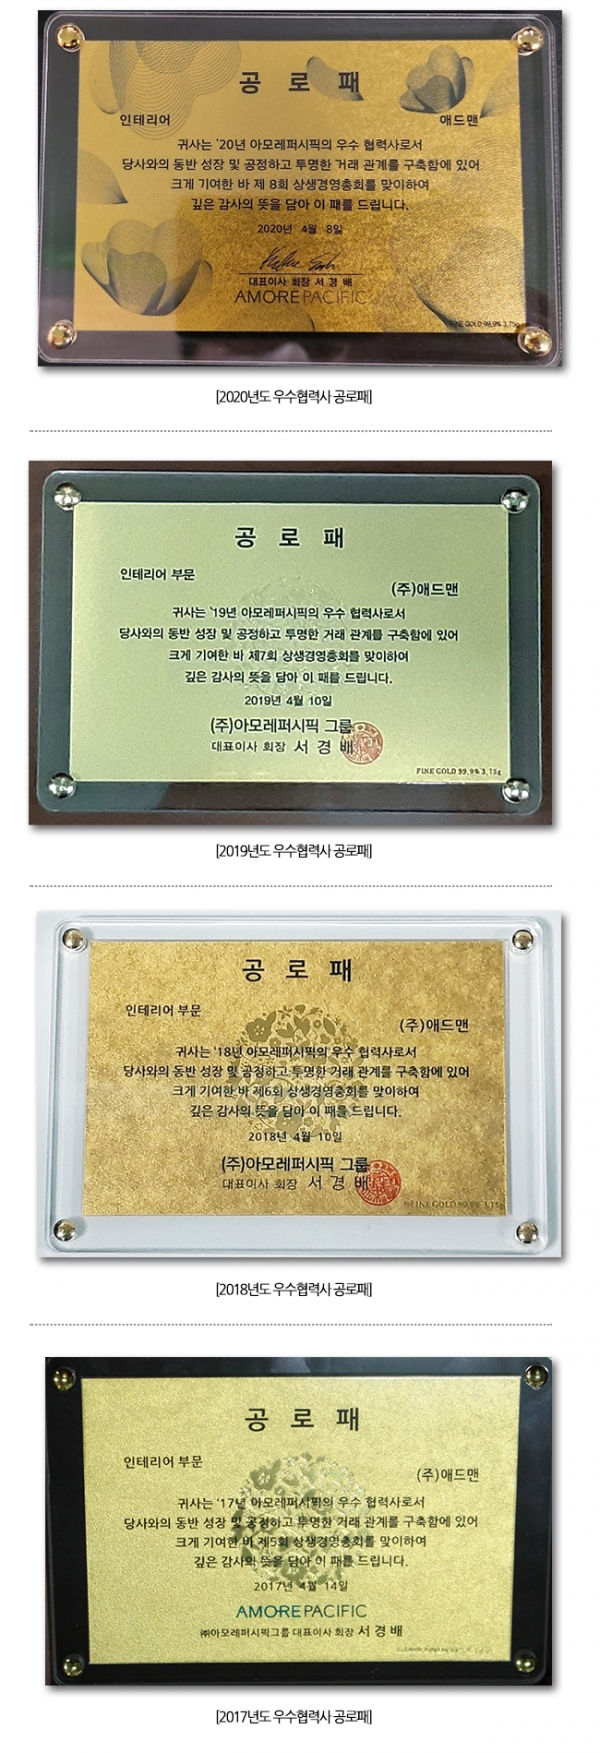 공 로 패
인테리어 애드맨
귀사는 '20년 아모레퍼시픽의 우수 협력사로서
당사와의 동반 성장 및 공정하고 투명한 거래 관계를 구축함에 있어
크게 기여한 바 제 8회 상생경영총회를 맞이하여
깊은 감사의 뜻을 담아 이 패를 드립니다.
2020년 4월 8일
대표이사 회장 서 경 배
AMOREPACIFIC
FINE GOLD 99.9% 3.75g
[2020년도 우수협력사 공로패]
공 로 패
인테리어 부문
(주)애드맨
귀사는 '19년 아모레퍼시픽의 우수 협력사로서
당사와의 동반 성장 및 공정하고 투명한 거래 관계를 구축함에 있어
크게 기여한 바 제7회 상생경영총회를 맞이하여
깊은 감사의 뜻을 담아 이 패를 드립니다.
2019년 4월 10일
(주)아모레퍼시픽 그룹
대표이사 회장 서 경 배
FINE GOLD 99.9% 3.75g
[2019년도 우수협력사 공로패]
공 로 패
인테리어 부문
(주)애드맨
귀사는 '18년 아모레퍼시픽의 우수 협력사로서
당사와의 동반 성장 및 공정하고 투명한 거래 관계를 구축함에 있어
크게 기여한 바 제6회 상생경영총회를 맞이하여
깊은 감사의 뜻을 담아 이 패를 드립니다.
2018년 4월 10일
(주)아모레퍼시픽 그룹
대표이사 회장 서 경 배
FINE GOLD 99.9% 3.75g
[2018년도 우수협력사 공로패]
공 로 패
인테리어 부문
(주)애드맨
귀사는 '17년 아모레퍼시픽의 우수 협력사로서
당사와의 동반 성장 및 공정하고 투명한 거래 관계를 구축함에 있어
크게 기여한 바 제5회 상생경영총회를 맞이하여
깊은 감사의 뜻을 담아 이 패를 드립니다.
2017년 4월 14일
AMOREPACIFIC
㈜아모레퍼시픽그룹 대표이사 회장 서 경 배
[2017년도 우수협력사 공로패]